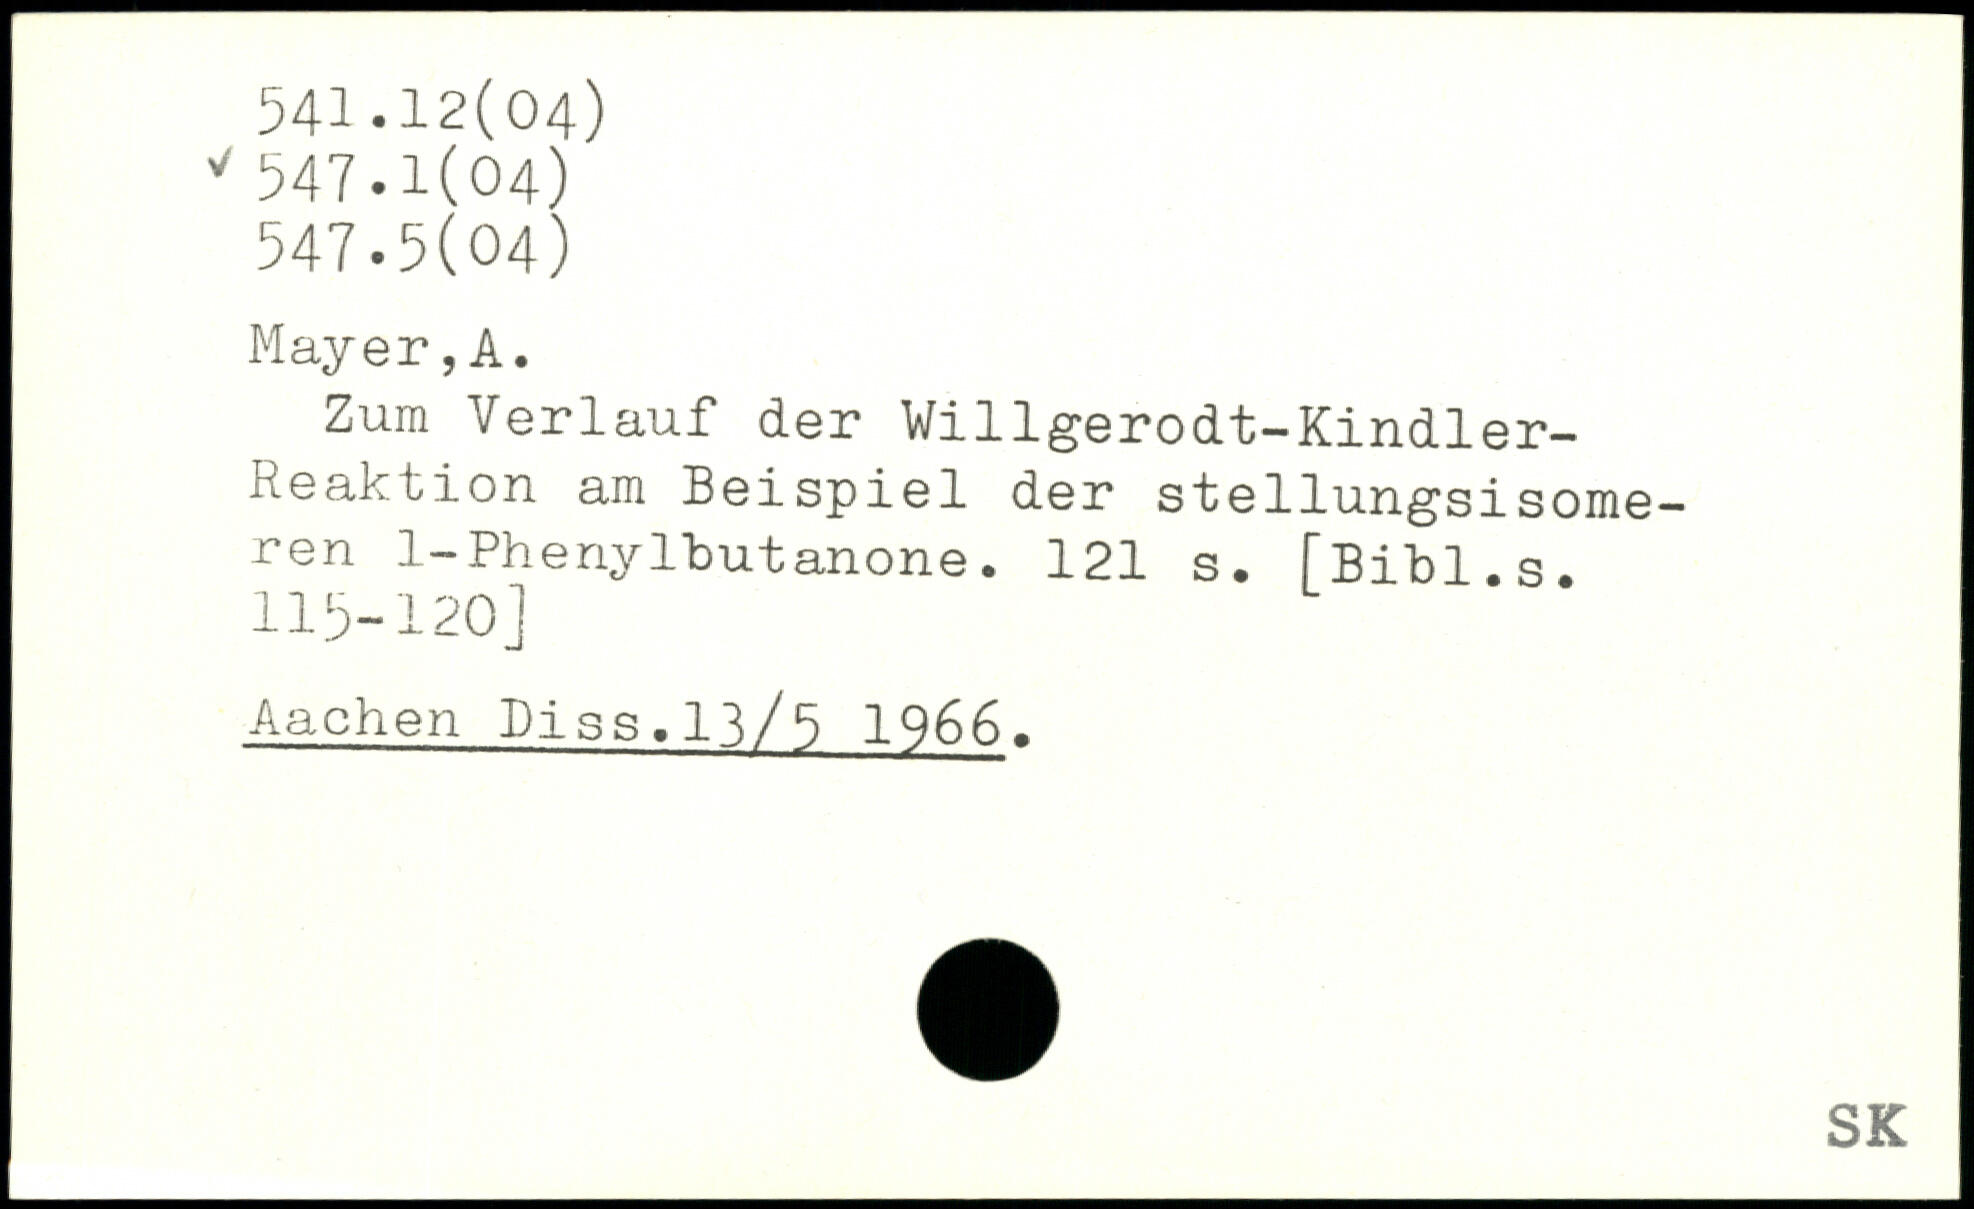 541.12(04)
✓ 547.1(04)
547.5(04)
Mayer,A.
Zum Verlauf der Willgerodt-Kindler-
Reaktion am Beispiel der stellungsisome-
ren 1-Phenylbutanone. 121 s. [Bibl.s.
115-120]
Aachen Diss.13/5 1966.
SK